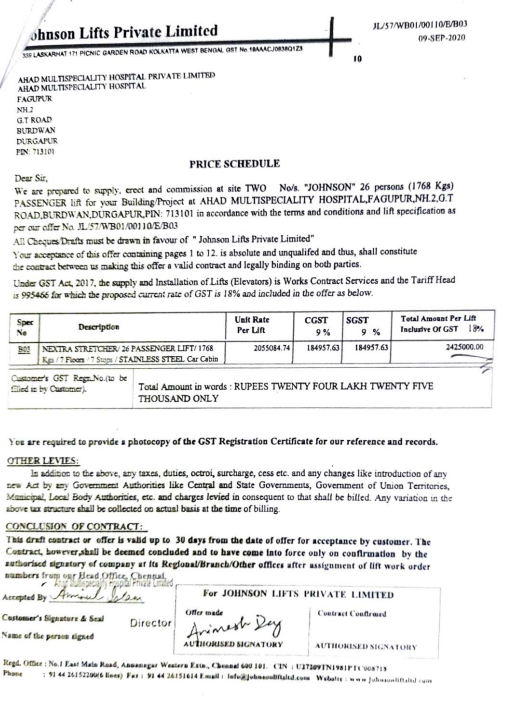 Johnson Lifts Private Limited
JL/57/WB01/00110/E/B03
09-SEP-2020
339 LASKARHAT 171 PICNIC GARDEN ROAD KOLKATTA WEST BENGAL GST No:
10
AHAD MULTISPECIALITY HOSPITAL PRIVATE LIMITED
AHAD MULTISPECIALITY HOSPITAL
FAGUPUR
NH.2
G.T ROAD
BURDWAN
DURGAPUR
PIN: 713101
PRICE SCHEDULE
Dear Sir,
We are prepared to supply, erect and commission at site TWO No/s. "JOHNSON" 26 persons (1768 Kgs)
PASSENGER lift for your Building/Project at AHAD MULTISPECIALITY HOSPITAL,FAGUPUR,NH.2,G.T
ROAD,BURDWAN,DURGAPUR,PIN: 713101 in accordance with the terms and conditions and lift specification as
per our offer No. JL/57/WB01/00110/E/B03
All Cheques/Drafts must be drawn in favour of " Johnson Lifts Private Limited"
Your acceptance of this offer containing pages 1 to 12. is absolute and unqualifed and thus, shall constitute
the contract between us making this offer a valid contract and legally binding on both parties.
Under GST Act, 2017, the supply and Installation of Lifts (Elevators) is Works Contract Services and the Tariff Head
is 995466 for which the proposed current rate of GST is 18% and included in the offer as below.
Spec No Description Unit Rate Per Lift CGST 9 % SGST 9 % Total Amount Per Lift Inclusive Of GST 18%
B03 NEXTRA STRETCHER/ 26 PASSENGER LIFT/ 1768 2055084.74 184957.63 184957.63 2425000.00
Kgs / 7 Floors / 7 Stops / STAINLESS STEEL Car Cabin
Customer's GST Regn.No.(to be
filled in by Customer).
Total Amount in words : RUPEES TWENTY FOUR LAKH TWENTY FIVE
THOUSAND ONLY
You are required to provide a photocopy of the GST Registration Certificate for our reference and records.
OTHER LEVIES:
In addition to the above, any taxes, duties, octroi, surcharge, cess etc. and any changes like introduction of any
new Act by any Government Authorities like Central and State Governments, Government of Union Territories,
Municipal, Local Body Authorities, etc. and charges levied in consequent to that shall be billed. Any variation in the
above tax structure shall be collected on actual basis at the time of billing.
CONCLUSION OF CONTRACT:
This draft contract or offer is valid up to 30 days from the date of offer for acceptance by customer. The
Contract, however,shall be deemed concluded and to have come into force only on confirmation by the
authorised signatory of company at its Regional/Branch/Other offices after assignment of lift work order
numbers from our Head Office, Chennai.
Ahad Multispeciality Hospital Private Limited
Accepted By
For JOHNSON LIFTS PRIVATE LIMITED
Customer's Signature & Seal
Director
Offer made
Contract Confirmed
Animesh Dey
Name of the person signed
AUTHORISED SIGNATORY
AUTHORISED SIGNATORY
Regd. Office : No.1 East Main Road, Annanagar Western Extn., Chennai 600 101. CIN :
Phone : 91 44 26152200(6 lines) Fax : 91 44 26151614 Email : info@johnsonliftsltd.com Website : www.johnsonliftsltd.com